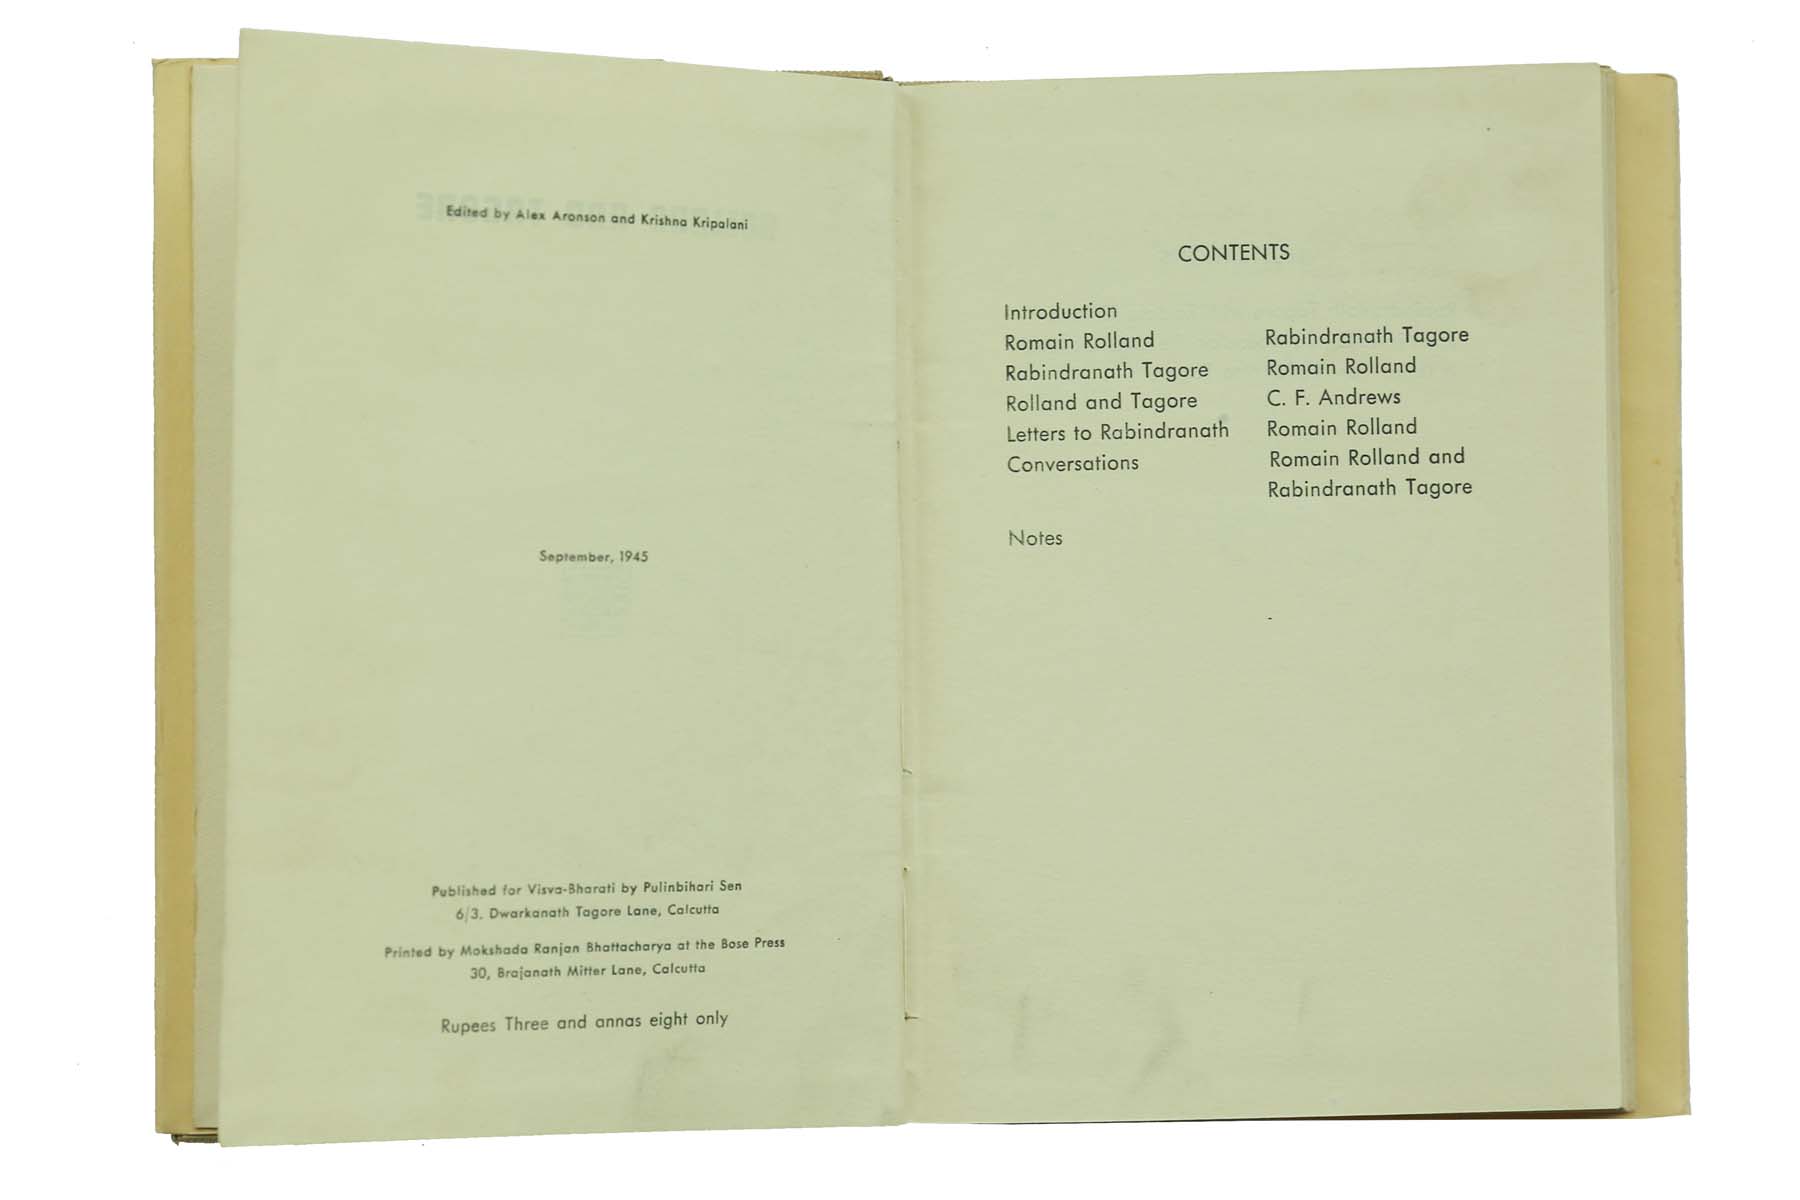 Edited by Alex Aronson and Krishna Kripalani
September, 1945
Published for Visva-Bharati by Pulinbihari Sen
6/3, Dwarkanath Tagore Lane, Calcutta
Printed by Mokshada Ranjan Bhattacharya at the Bose Press
30, Brajanath Mitter Lane, Calcutta
Rupees Three and annas eight only
CONTENTS
Introduction
Romain Rolland Rabindranath Tagore
Rabindranath Tagore Romain Rolland
Rolland and Tagore C. F. Andrews
Letters to Rabindranath Romain Rolland
Conversations Romain Rolland and
Rabindranath Tagore
Notes